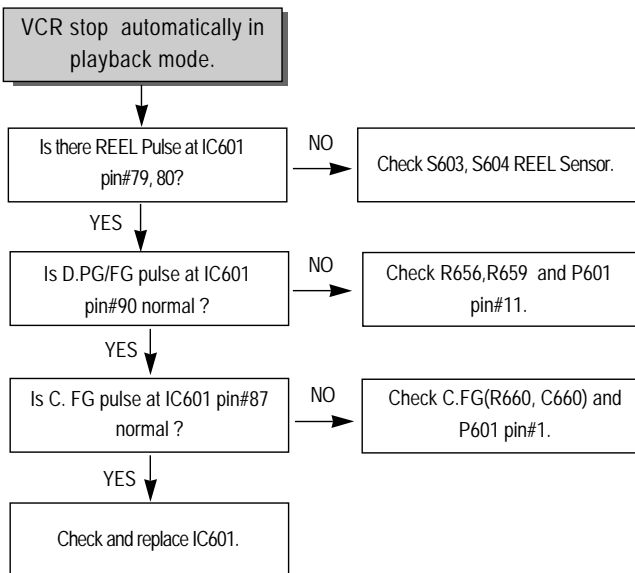 VCR stop automatically in
playback mode.
Is there REEL Pulse at IC601
pin#79, 80?
NO
Check S603, S604 REEL Sensor.
YES
Is D.PG/FG pulse at IC601
pin#90 normal ?
NO
Check R656,R659 and P601
pin#11.
YES
Is C. FG pulse at IC601 pin#87
normal ?
NO
Check C.FG(R660, C660) and
P601 pin#1.
YES
Check and replace IC601.